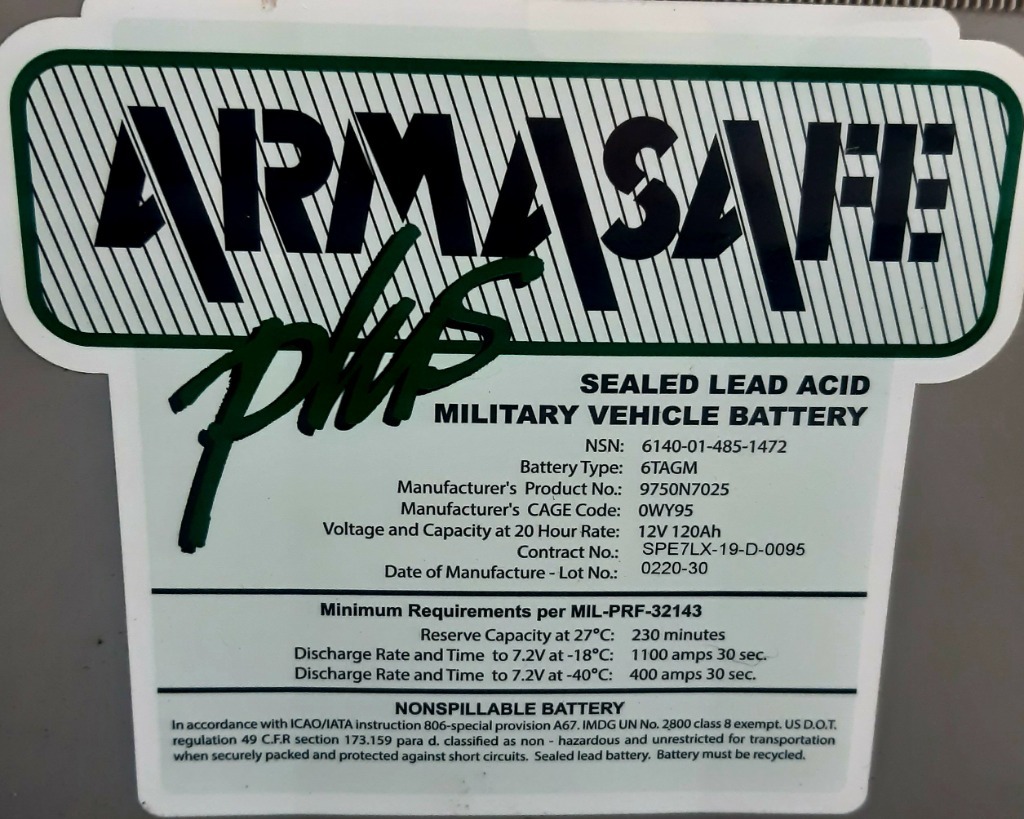 ARMASAFE
plus
SEALED LEAD ACID
MILITARY VEHICLE BATTERY
NSN: 6140-01-485-1472
Battery Type: 6TAGM
Manufacturer's Product No.: 9750N7025
Manufacturer's CAGE Code: 0WY95
Voltage and Capacity at 20 Hour Rate: 12V 120Ah
Contract No.: SPE7LX-19-D-0095
Date of Manufacture - Lot No.: 0220-30
Minimum Requirements per MIL-PRF-32143
Reserve Capacity at 27°C: 230 minutes
Discharge Rate and Time to 7.2V at -18°C: 1100 amps 30 sec.
Discharge Rate and Time to 7.2V at -40°C: 400 amps 30 sec.
NONSPILLABLE BATTERY
In accordance with ICAO/IATA instruction 806-special provision A67. IMDG UN No. 2800 class 8 exempt. US D.O.T.
regulation 49 C.F.R section 173.159 para d. classified as non - hazardous and unrestricted for transportation
when securely packed and protected against short circuits. Sealed lead battery. Battery must be recycled.